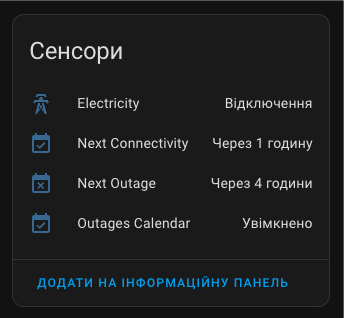 Сенсори
Electricity Відключення
Next Connectivity Через 1 годину
Next Outage Через 4 години
Outages Calendar Увімкнено
ДОДАТИ НА ІНФОРМАЦІЙНУ ПАНЕЛЬ